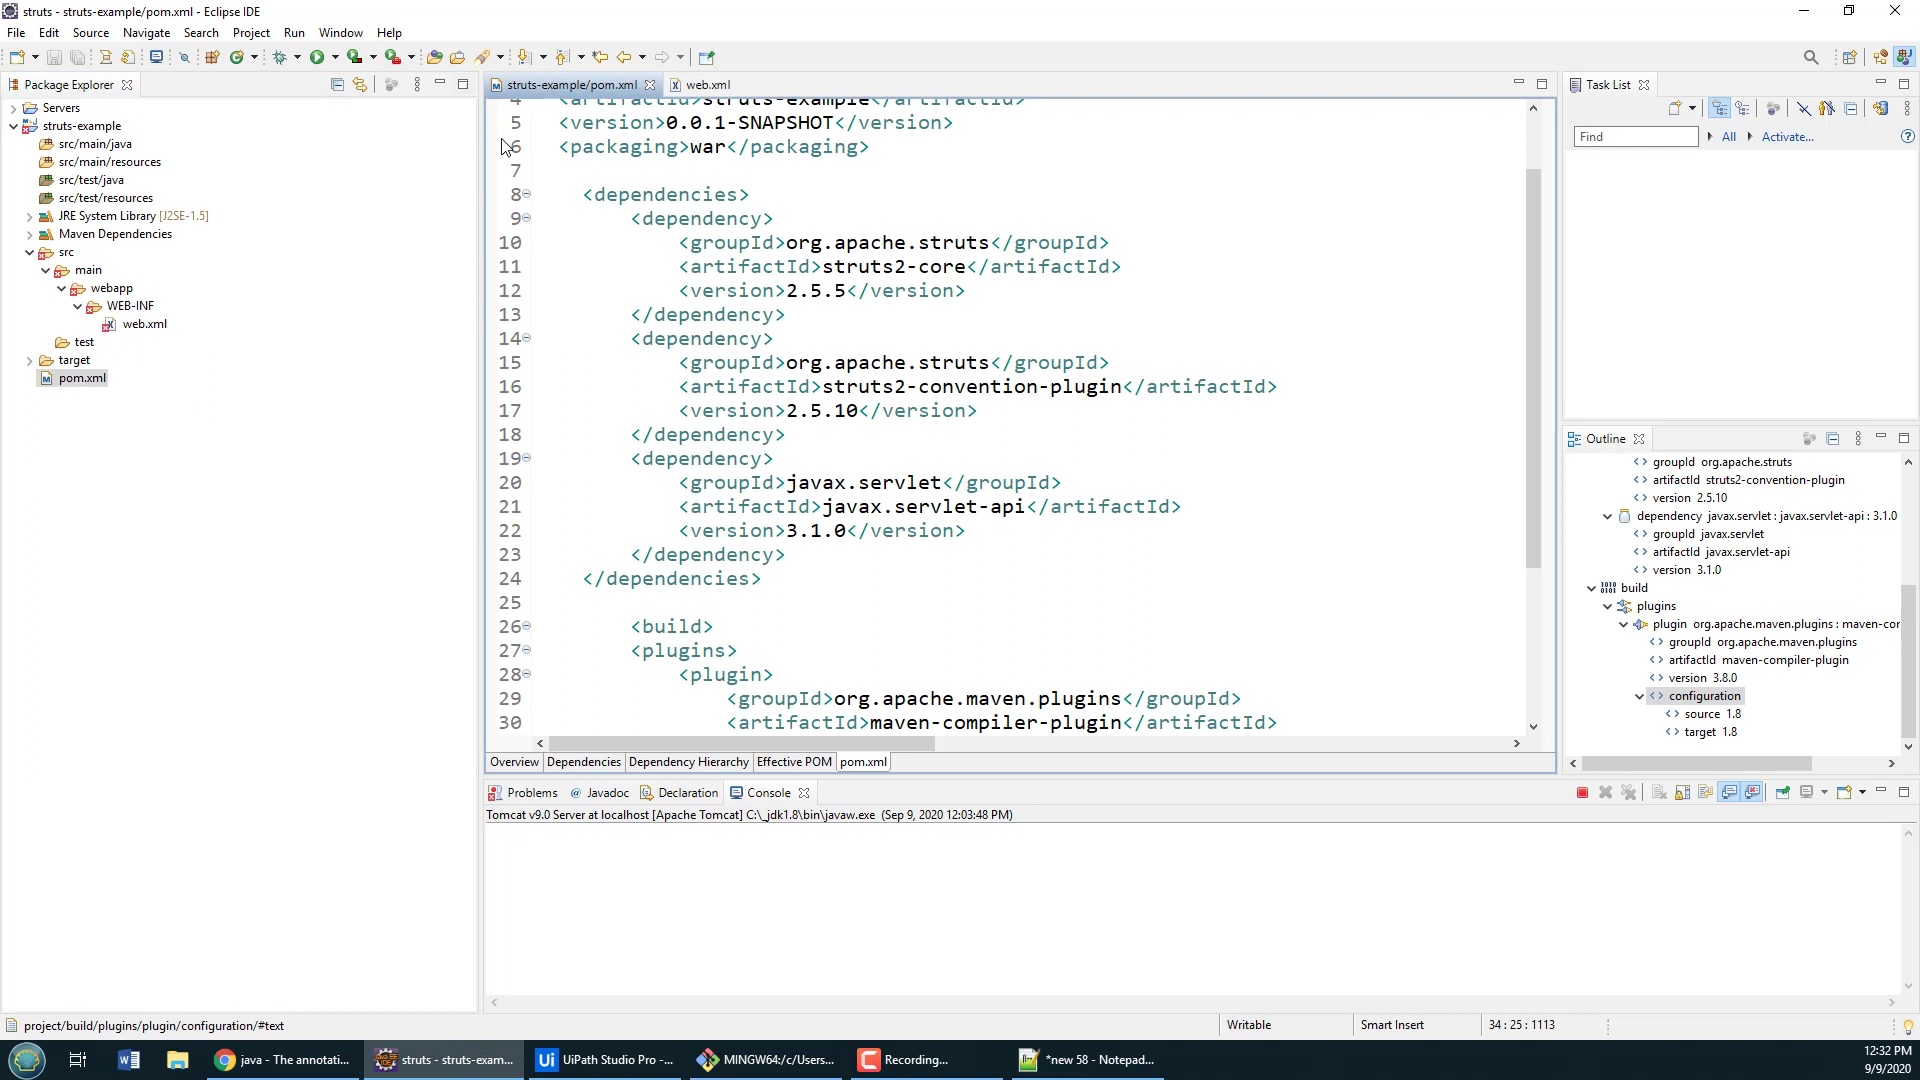 struts - struts-example/pom.xml - Eclipse IDE
File Edit Source Navigate Search Project Run Window Help
Package Explorer
struts-example/pom.xml
web.xml
Task List
Servers
struts-example
src/main/java
src/main/resources
src/test/java
src/test/resources
JRE System Library [J2SE-1.5]
Maven Dependencies
src
main
webapp
WEB-INF
web.xml
test
target
pom.xml
4 <artifactId>struts-example</artifactId>
5 <version>0.0.1-SNAPSHOT</version>
6 <packaging>war</packaging>
7
8 <dependencies>
9 <dependency>
10 <groupId>org.apache.struts</groupId>
11 <artifactId>struts2-core</artifactId>
12 <version>2.5.5</version>
13 </dependency>
14 <dependency>
15 <groupId>org.apache.struts</groupId>
16 <artifactId>struts2-convention-plugin</artifactId>
17 <version>2.5.10</version>
18 </dependency>
19 <dependency>
20 <groupId>javax.servlet</groupId>
21 <artifactId>javax.servlet-api</artifactId>
22 <version>3.1.0</version>
23 </dependency>
24 </dependencies>
25
26 <build>
27 <plugins>
28 <plugin>
29 <groupId>org.apache.maven.plugins</groupId>
30 <artifactId>maven-compiler-plugin</artifactId>
Overview Dependencies Dependency Hierarchy Effective POM pom.xml
Find All Activate...
Outline
groupId org.apache.struts
artifactId struts2-convention-plugin
version 2.5.10
dependency javax.servlet : javax.servlet-api : 3.1.0
groupId javax.servlet
artifactId javax.servlet-api
version 3.1.0
build
plugins
plugin org.apache.maven.plugins : maven-cor
groupId org.apache.maven.plugins
artifactId maven-compiler-plugin
version 3.8.0
configuration
source 1.8
target 1.8
Problems @ Javadoc Declaration Console
Tomcat v9.0 Server at localhost [Apache Tomcat] C:\_jdk1.8\bin\javaw.exe (Sep 9, 2020 12:03:48 PM)
project/build/plugins/plugin/configuration/#text
Writable
Smart Insert
34 : 25 : 1113
java - The annotati...
struts - struts-exam...
Ui UiPath Studio Pro -...
MINGW64:/c/Users...
Recording...
*new 58 - Notepad...
12:32 PM
9/9/2020